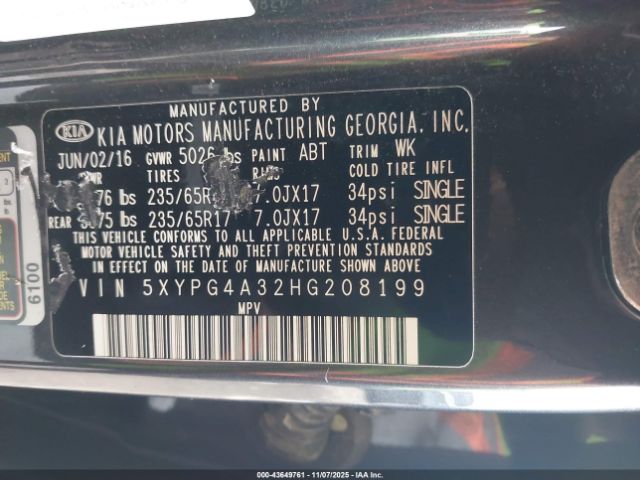 MANUFACTURED BY
KIA KIA MOTORS MANUFACTURING GEORGIA, INC.
JUN/02/16 GVWR 5026 lbs PAINT ABT TRIM WK
TIRES COLD TIRE INFL
lbs 235/65R 7.0JX17 34psi SINGLE
REAR lbs 235/65R17 7.0JX17 34psi SINGLE
THIS VEHICLE CONFORMS TO ALL APPLICABLE U.S.A. FEDERAL
MOTOR VEHICLE SAFETY AND THEFT PREVENTION STANDARDS
IN EFFECT ON THE DATE OF MANUFACTURE SHOWN ABOVE.
VIN 5XYPG4A32HG208199
MPV
6100
000-43649761 - 11/07/2025 - IAA Inc.